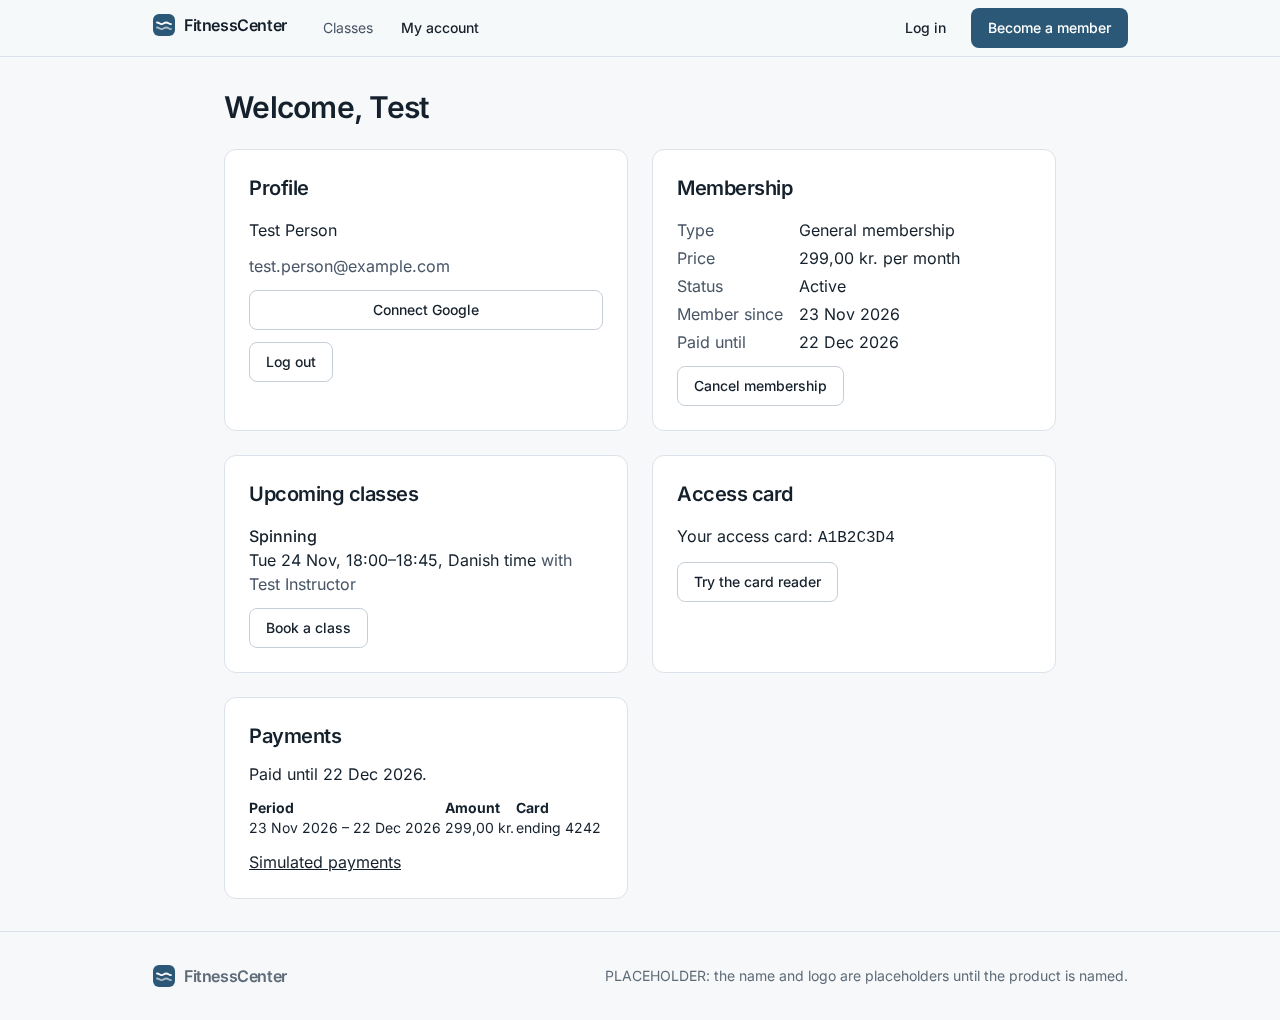 FitnessCenter
Classes
My account
Log in
Become a member
Welcome, Test
Profile
Test Person
test.person@example.com
Connect Google
Log out
Membership
Type General membership
Price 299,00 kr. per month
Status Active
Member since 23 Nov 2026
Paid until 22 Dec 2026
Cancel membership
Upcoming classes
Spinning
Tue 24 Nov, 18:00–18:45, Danish time with
Test Instructor
Book a class
Access card
Your access card: A1B2C3D4
Try the card reader
Payments
Paid until 22 Dec 2026.
Period Amount Card
23 Nov 2026 – 22 Dec 2026 299,00 kr. ending 4242
Simulated payments
FitnessCenter
PLACEHOLDER: the name and logo are placeholders until the product is named.